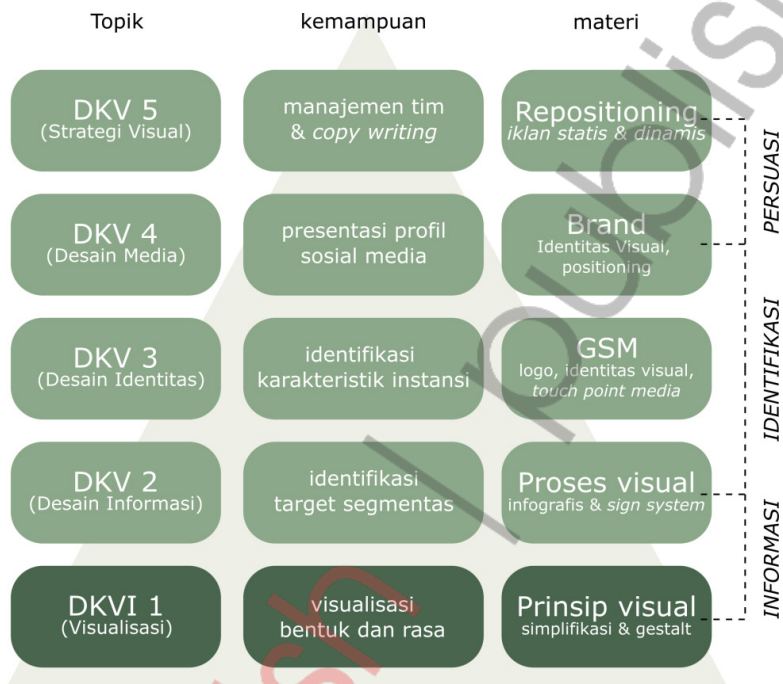 Topik kemampuan materi
DKV 5
(Strategi Visual)
manajemen tim
& copy writing
Repositioning
iklan statis & dinamis
DKV 4
(Desain Media)
presentasi profil
sosial media
Brand
Identitas Visual,
positioning
DKV 3
(Desain Identitas)
identifikasi
karakteristik instansi
GSM
logo, identitas visual,
touch point media
DKV 2
(Desain Informasi)
identifikasi
target segmentas
Proses visual
infografis & sign system
DKVI 1
(Visualisasi)
visualisasi
bentuk dan rasa
Prinsip visual
simplifikasi & gestalt
PERSUASI
IDENTIFIKASI
INFORMASI